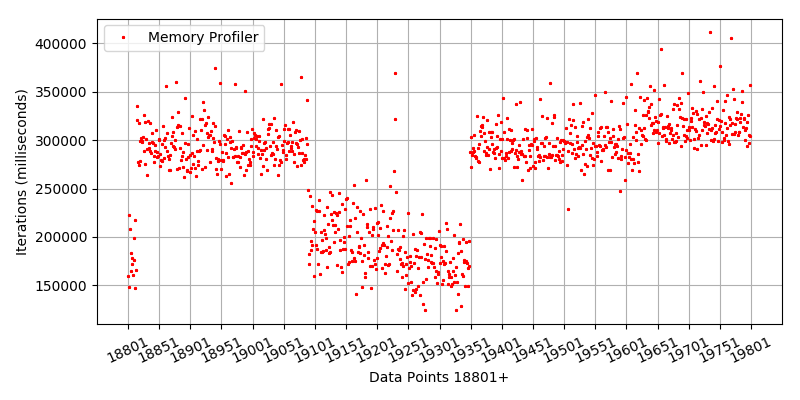 Memory Profiler
400000
350000
300000
250000
200000
150000
Iterations (milliseconds)
18801 18851 18901 18951 19001 19051 19101 19151 19201 19251 19301 19351 19401 19451 19501 19551 19601 19651 19701 19751 19801
Data Points 18801+